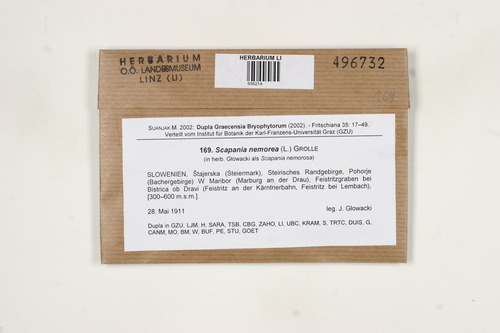 HERBARIUM
O.Ö. LANDESMUSEUM
LINZ (U)
HERBARIUM LI
656214
496732
169
SUANJAK M. 2002: Dupla Graecensia Bryophytorum (2002). - Fritschiana 35: 17–49.
Verteilt vom Institut für Botanik der Karl-Franzens-Universität Graz (GZU)
169. Scapania nemorea (L.) GROLLE
(in herb. Głowacki als Scapania nemorosa)
SLOWENIEN, Štajerska (Steiermark), Steirisches Randgebirge, Pohorje
(Bachergebirge) W Maribor (Marburg an der Drau), Feistritzgraben bei
Bistrica ob Dravi (Feistritz an der Kärntnerbahn, Feistritz bei Lembach),
[300–600 m.s.m.].
28. Mai 1911
leg. J. Głowacki
Dupla in GZU, LJM, H, SARA, TSB, CBG, ZAHO, LI, UBC, KRAM, S, TRTC, DUIS, G,
CANM, MO, BM, W, BUF, PE, STU, GOET